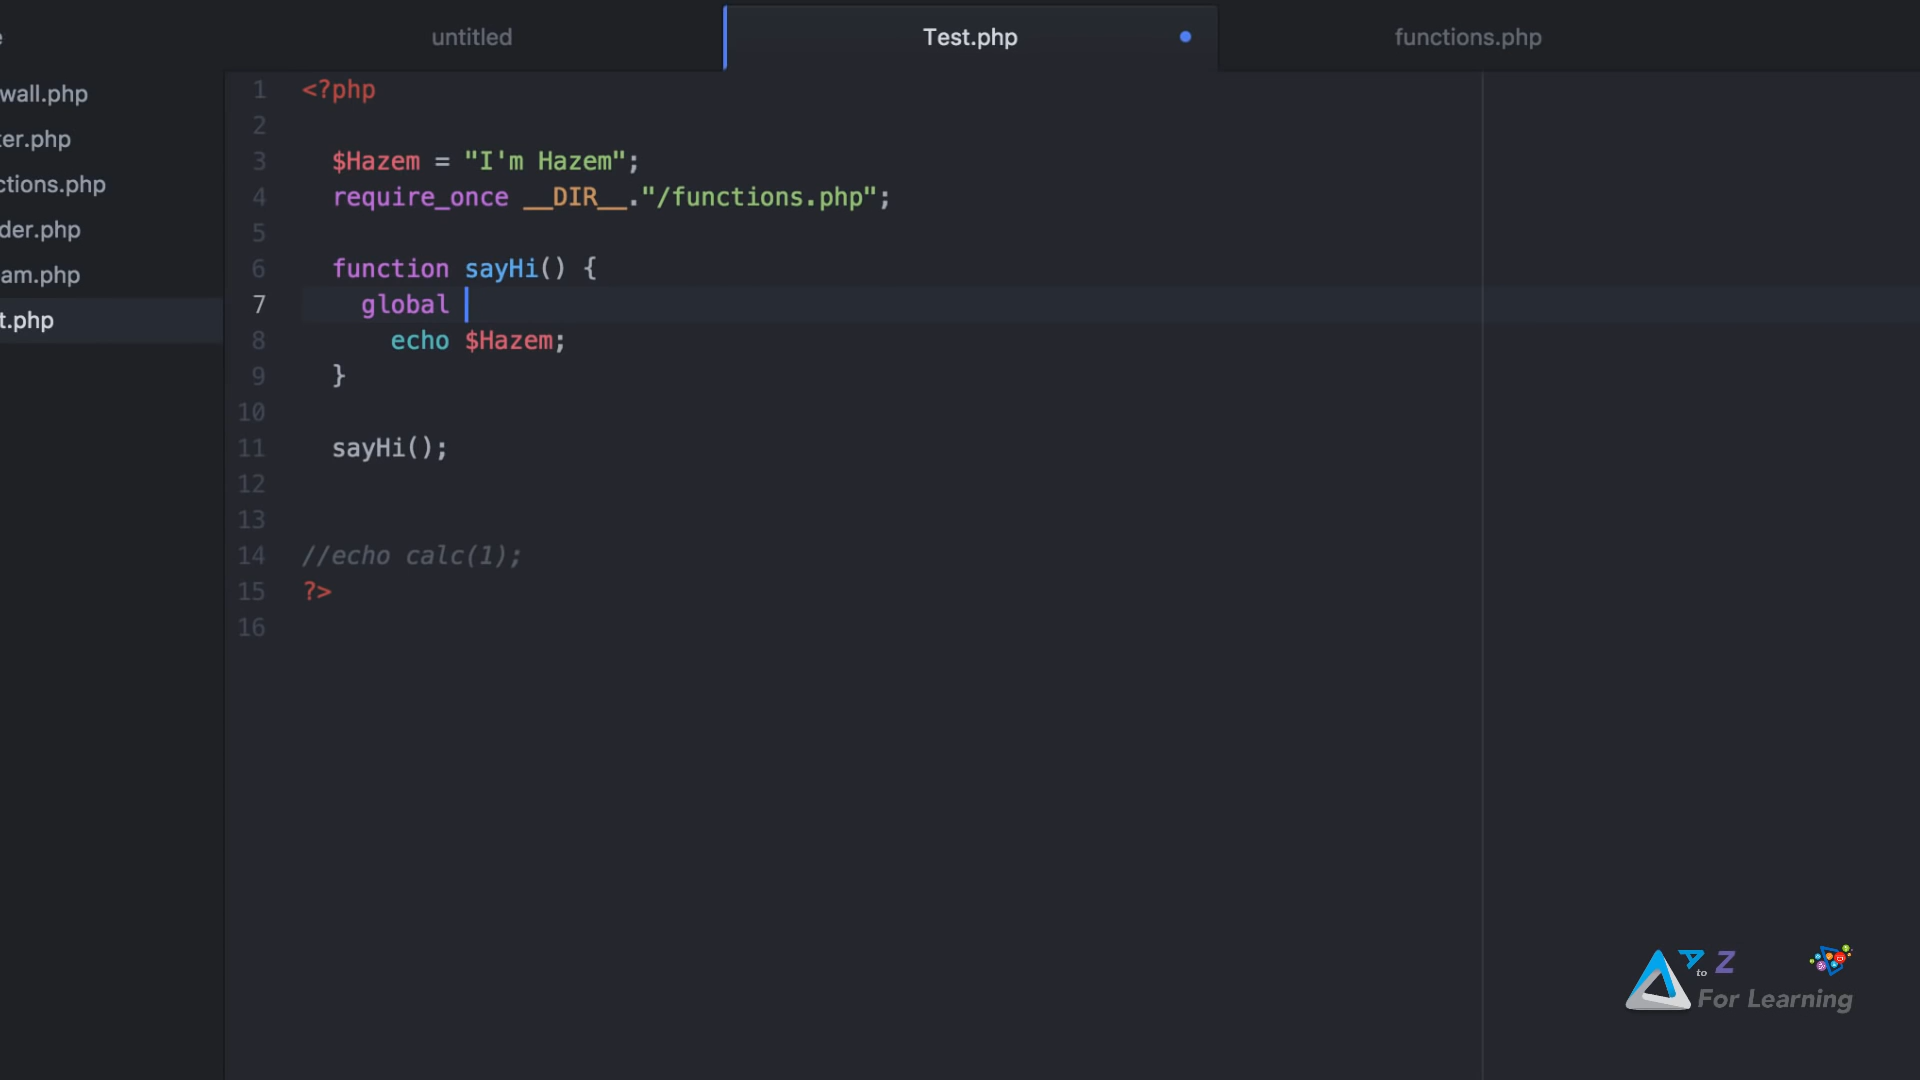 untitled
Test.php
functions.php
wall.php
ter.php
ctions.php
der.php
am.php
t.php
1 <?php
2
3 $Hazem = "I'm Hazem";
4 require_once __DIR__."/functions.php";
5
6 function sayHi() {
7 global
8 echo $Hazem;
9 }
10
11 sayHi();
12
13
14 //echo calc(1);
15 ?>
16
A to Z
For Learning